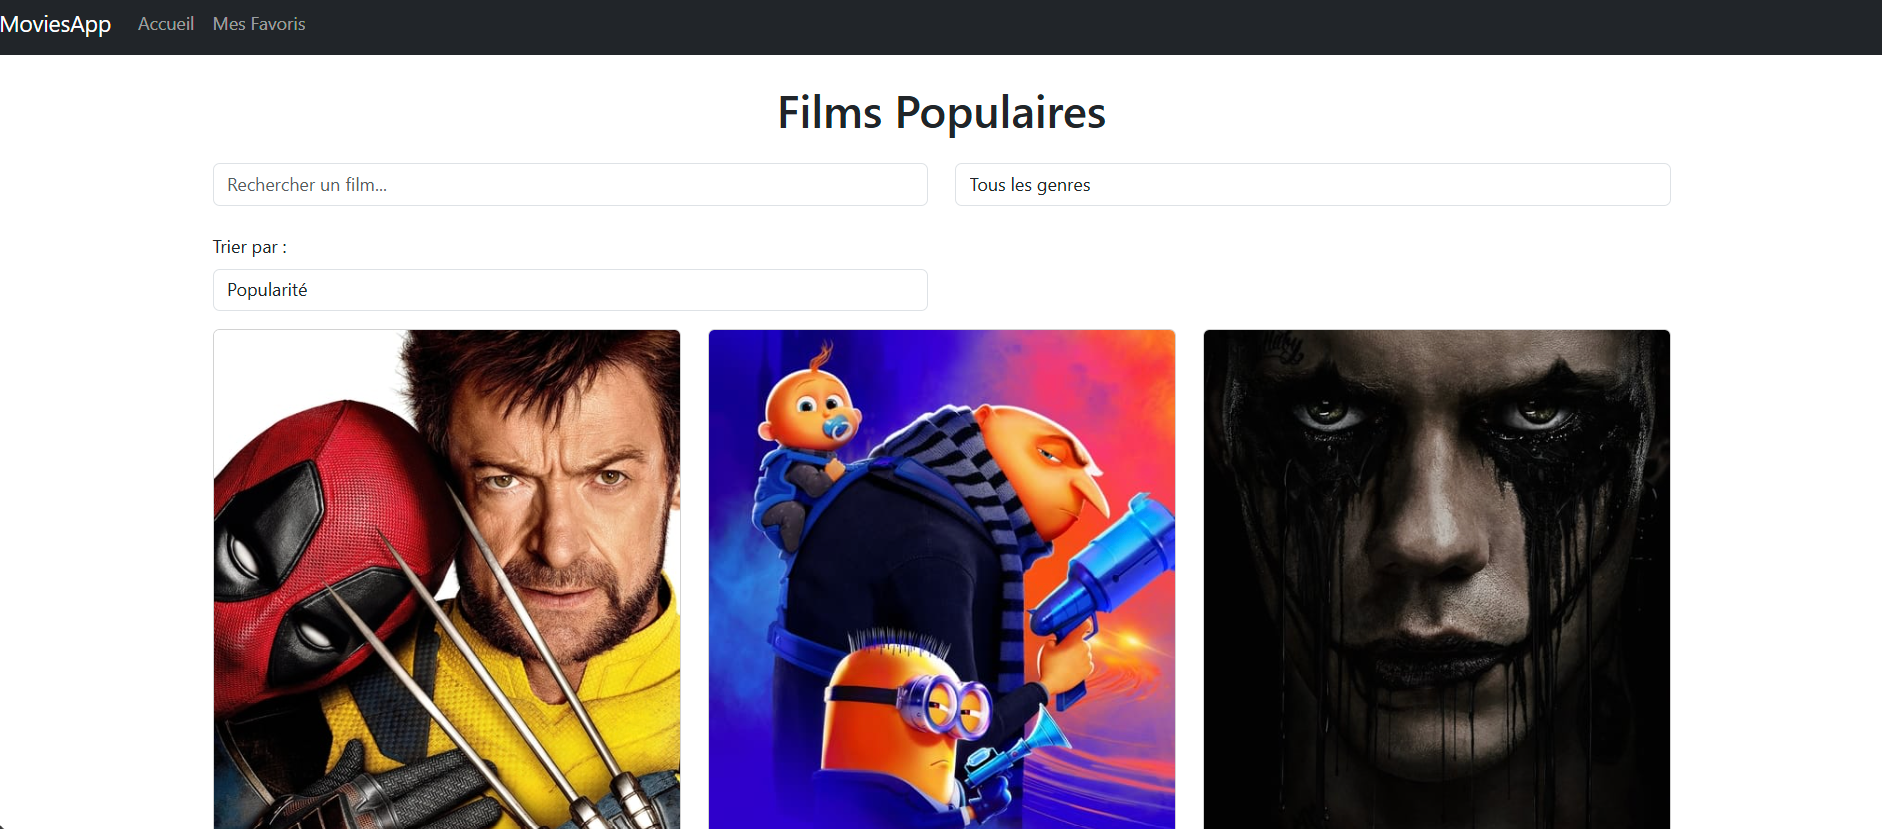 MoviesApp Accueil Mes Favoris
Films Populaires
Rechercher un film...
Tous les genres
Trier par :
Popularité